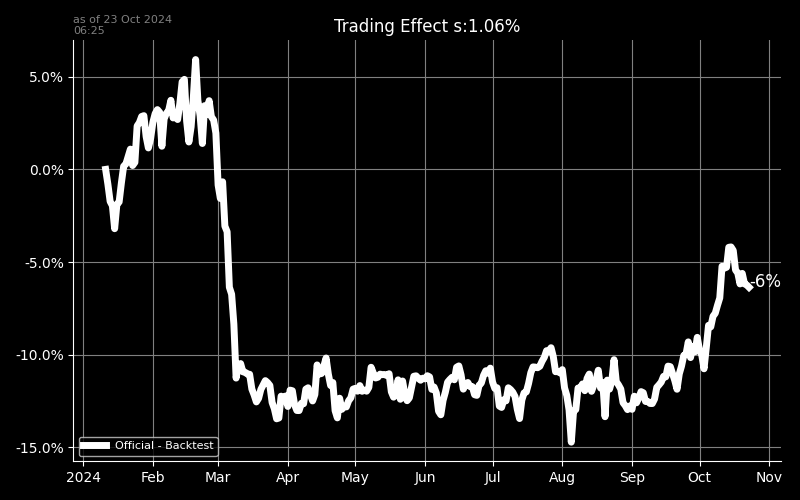 as of 23 Oct 2024
06:25
Trading Effect s:1.06%
5.0%
0.0%
-5.0%
-10.0%
-15.0%
-6%
Official - Backtest
2024 Feb Mar Apr May Jun Jul Aug Sep Oct Nov